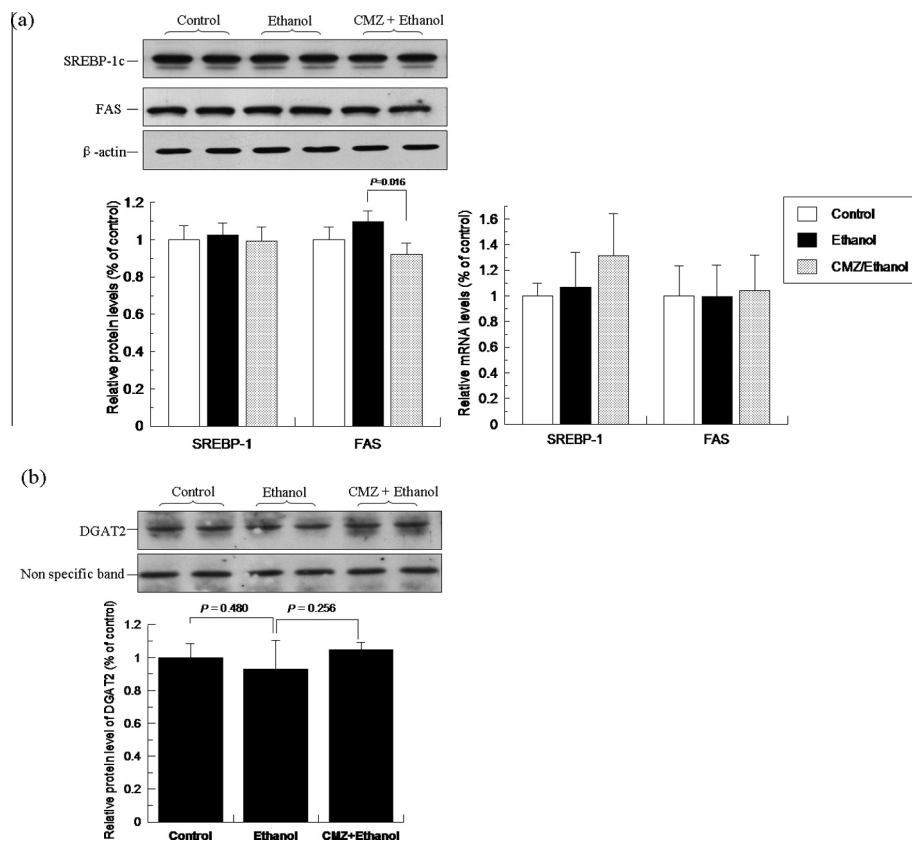 (a)
Control Ethanol CMZ + Ethanol
SREBP-1c
FAS
β-actin
P=0.016
Relative protein levels (% of control)
1.2
1
0.8
0.6
0.4
0.2
0
SREBP-1 FAS
Relative mRNA levels (% of control)
1.6
1.4
1.2
1
0.8
0.6
0.4
0.2
0
SREBP-1 FAS
Control
Ethanol
CMZ/Ethanol
(b)
Control Ethanol CMZ + Ethanol
DGAT2
Non specific band
P = 0.480 P = 0.256
Relative protein level of DGAT2 (% of control)
1.2
1
0.8
0.6
0.4
0.2
0
Control Ethanol CMZ+Ethanol